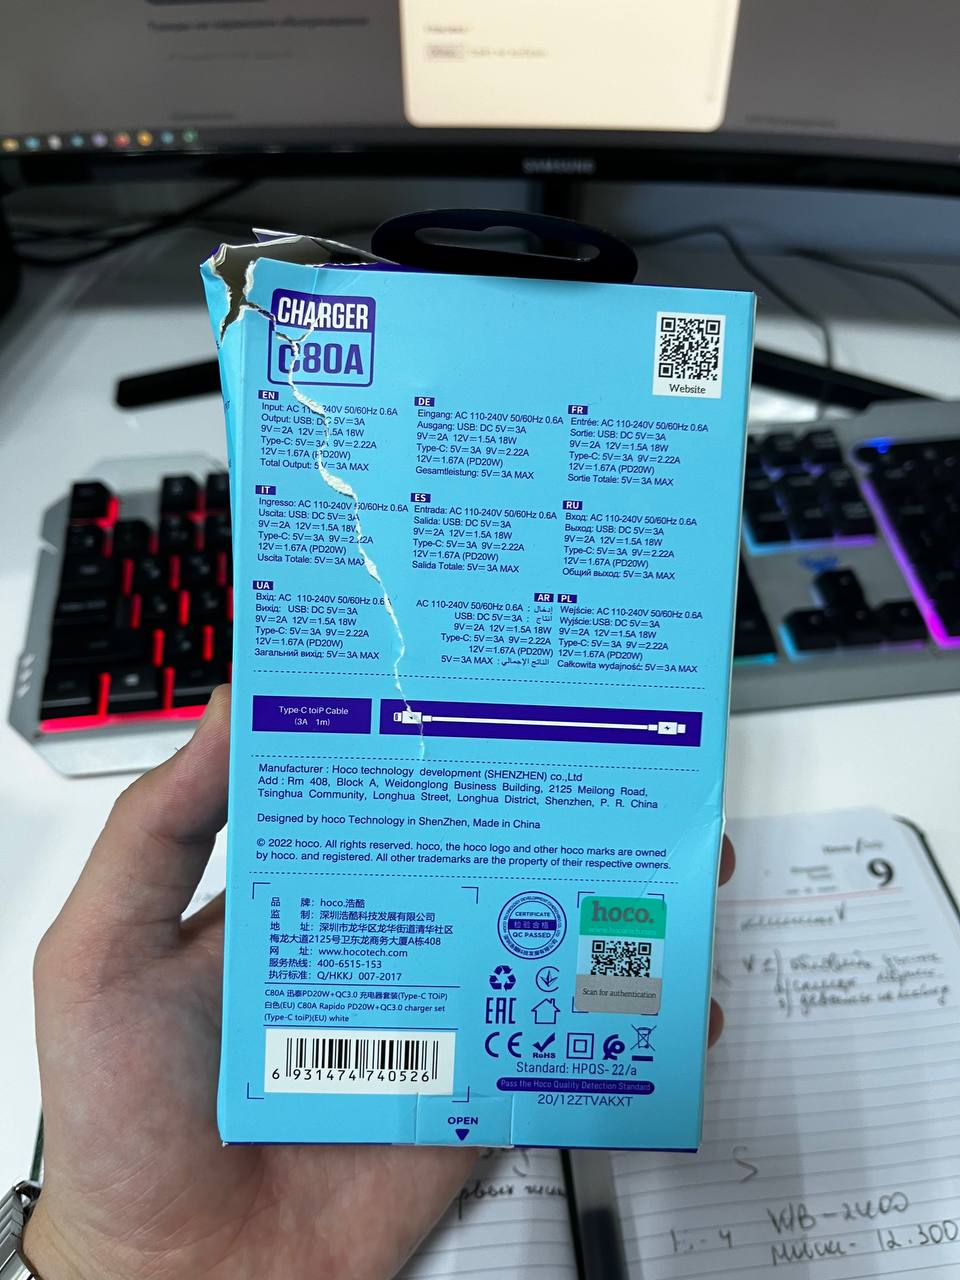 SAMSUNG
CHARGER
C80A
Website
EN
Input: AC 110-240V 50/60Hz 0.6A
Output: USB: DC 5V⎓3A
9V⎓2A 12V⎓1.5A 18W
Type-C: 5V⎓3A 9V⎓2.22A
12V⎓1.67A (PD20W)
Total Output: 5V⎓3A MAX
DE
Eingang: AC 110-240V 50/60Hz 0.6A
Ausgang: USB: DC 5V⎓3A
9V⎓2A 12V⎓1.5A 18W
Type-C: 5V⎓3A 9V⎓2.22A
12V⎓1.67A (PD20W)
Gesamtleistung: 5V⎓3A MAX
FR
Entrée: AC 110-240V 50/60Hz 0.6A
Sortie: USB: DC 5V⎓3A
9V⎓2A 12V⎓1.5A 18W
Type-C: 5V⎓3A 9V⎓2.22A
12V⎓1.67A (PD20W)
Sortie Totale: 5V⎓3A MAX
IT
Ingresso: AC 110-240V 50/60Hz 0.6A
Uscita: USB: DC 5V⎓3A
9V⎓2A 12V⎓1.5A 18W
Type-C: 5V⎓3A 9V⎓2.22A
12V⎓1.67A (PD20W)
Uscita Totale: 5V⎓3A MAX
ES
Entrada: AC 110-240V 50/60Hz 0.6A
Salida: USB: DC 5V⎓3A
9V⎓2A 12V⎓1.5A 18W
Type-C: 5V⎓3A 9V⎓2.22A
12V⎓1.67A (PD20W)
Salida Totale: 5V⎓3A MAX
RU
Вход: AC 110-240V 50/60Hz 0.6A
Выход: USB: DC 5V⎓3A
9V⎓2A 12V⎓1.5A 18W
Type-C: 5V⎓3A 9V⎓2.22A
12V⎓1.67A (PD20W)
Общий выход: 5V⎓3A MAX
UA
Вхід: AC 110-240V 50/60Hz 0.6
Вихід: USB: DC 5V⎓3A
9V⎓2A 12V⎓1.5A 18W
Type-C: 5V⎓3A 9V⎓2.22A
12V⎓1.67A (PD20W)
Загальний вихід: 5V⎓3A MAX
AR
إدخال : AC 110-240V 50/60Hz 0.6A
أنتاج : USB: DC 5V⎓3A
9V⎓2A 12V⎓1.5A 18W
Type-C: 5V⎓3A 9V⎓2.22A
12V⎓1.67A (PD20W)
الناتج الإجمالي : 5V⎓3A MAX
PL
Wejście: AC 110-240V 50/60Hz 0.6A
Wyjście: USB: DC 5V⎓3A
9V⎓2A 12V⎓1.5A 18W
Type-C: 5V⎓3A 9V⎓2.22A
12V⎓1.67A (PD20W)
Całkowita wydajność: 5V⎓3A MAX
Type-C toiP Cable
(3A 1m)
Manufacturer : Hoco technology development (SHENZHEN) co.,Ltd
Add : Rm 408, Block A, Weidonglong Business Building, 2125 Meilong Road,
Tsinghua Community, Longhua Street, Longhua District, Shenzhen, P. R. China
Designed by hoco Technology in ShenZhen, Made in China
© 2022 hoco. All rights reserved. hoco, the hoco logo and other hoco marks are owned
by hoco. and registered. All other trademarks are the property of their respective owners.
品 牌: hoco.浩酷
监 制: 深圳浩酷科技发展有限公司
地 址: 深圳市龙华区龙华街道清华社区
梅龙大道2125号卫东龙商务大厦A栋408
网 址: www.hocotech.com
服务热线: 400-6515-153
执行标准: Q/HKKJ 007-2017
C80A 迅泰PD20W+QC3.0 充电器套装(Type-C TOiP)
白色(EU) C80A Rapido PD20W+QC3.0 charger set
(Type-C toiP)(EU) white
6 931474 740526
CERTIFICATE
检验合格
QC PASSED
hoco.
www.hocotech.com
Scan for authentication
EAC
CE
RoHS
Standard: HPQS- 22/a
Pass the Hoco Quality Detection Standard
20/12ZTVAKXT
OPEN
9
S
WB-2400
12.300